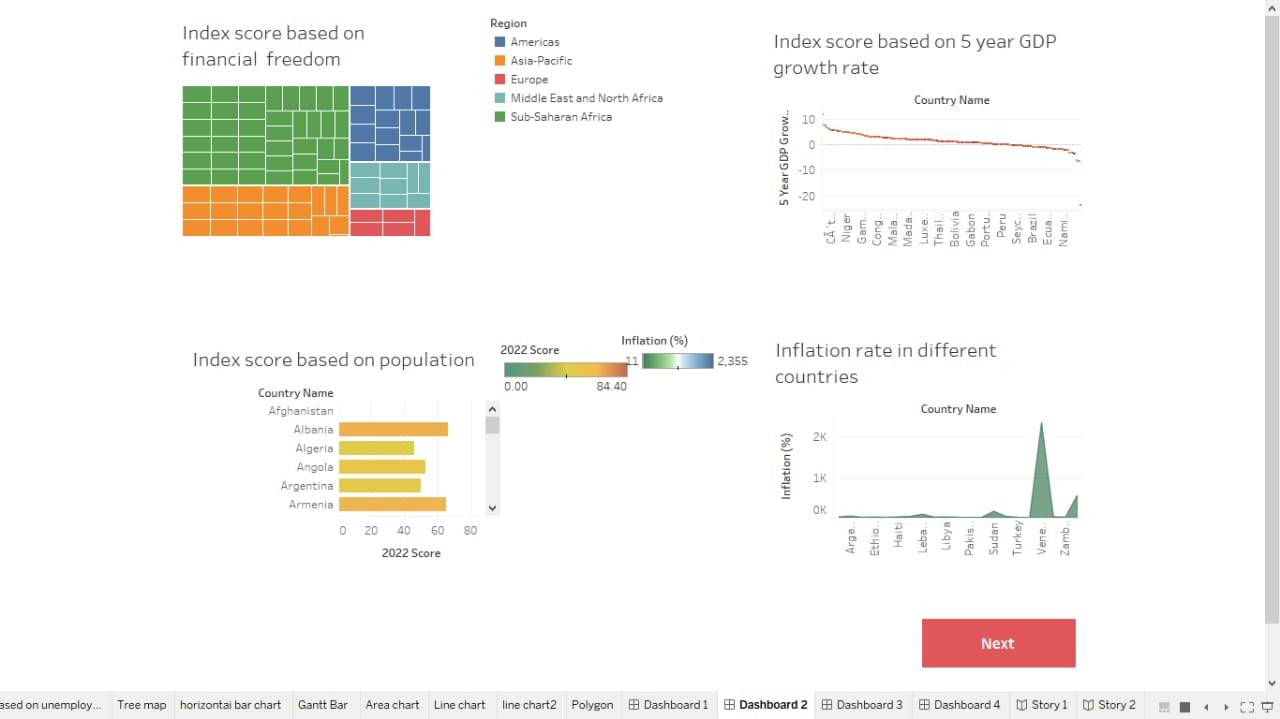 Index score based on
financial freedom
Region
Americas
Asia-Pacific
Europe
Middle East and North Africa
Sub-Saharan Africa
Index score based on 5 year GDP
growth rate
Country Name
5 Year GDP Grow..
10
0
-10
-20
CÃ´t..
Niger
Gam..
Cong..
Mala..
Mada..
Luxe..
Thail..
Bolivia
Gabon
Portu..
Peru
Seyc..
Brazil
Ecua..
Nami..
Index score based on population
2022 Score
0.00
84.40
Inflation (%)
11
2,355
Country Name
Afghanistan
Albania
Algeria
Angola
Argentina
Armenia
0 20 40 60 80
2022 Score
Inflation rate in different
countries
Country Name
Inflation (%)
2K
1K
0K
Arge..
Ethio..
Haiti
Leba..
Libya
Pakis..
Sudan
Turkey
Vene..
Zamb..
Next
ased on unemploy...
Tree map
horizontai bar chart
Gantt Bar
Area chart
Line chart
line chart2
Polygon
Dashboard 1
Dashboard 2
Dashboard 3
Dashboard 4
Story 1
Story 2